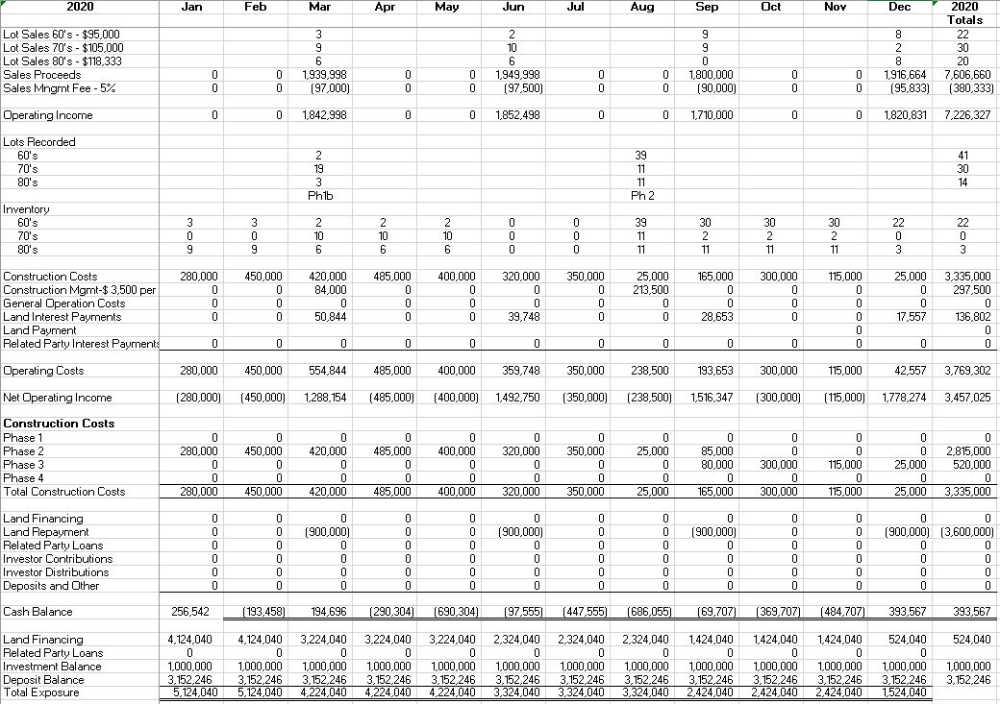 2020 Jan Feb Mar Apr May Jun Jul Aug Sep Oct Nov Dec 2020
Totals
Lot Sales 60's - $95,000 3 2 9 8 22
Lot Sales 70's - $105,000 9 10 9 2 30
Lot Sales 80's - $118,333 6 6 0 8 20
Sales Proceeds 0 0 1,939,998 0 0 1,949,998 0 0 1,800,000 0 0 1,916,664 7,606,660
Sales Mngmt Fee - 5% 0 0 (97,000) 0 0 (97,500) 0 0 (90,000) 0 0 (95,833) (380,333)
Operating Income 0 0 1,842,998 0 0 1,852,498 0 0 1,710,000 0 0 1,820,831 7,226,327
Lots Recorded
60's 2 39 41
70's 19 11 30
80's 3 11 14
Ph1b Ph 2
Inventory
60's 3 3 2 2 2 0 0 39 30 30 30 22 22
70's 0 0 10 10 10 0 0 11 2 2 2 0 0
80's 9 9 6 6 6 0 0 11 11 11 11 3 3
Construction Costs 280,000 450,000 420,000 485,000 400,000 320,000 350,000 25,000 165,000 300,000 115,000 25,000 3,335,000
Construction Mgmt-$ 3,500 per 0 0 84,000 0 0 0 0 213,500 0 0 0 0 297,500
General Operation Costs 0 0 0 0 0 0 0 0 0 0 0 0 0
Land Interest Payments 0 0 50,844 0 0 39,748 0 0 28,653 0 0 17,557 136,802
Land Payment 0 0
Related Party Interest Payments 0 0 0 0 0 0 0 0 0 0 0 0 0
Operating Costs 280,000 450,000 554,844 485,000 400,000 359,748 350,000 238,500 193,653 300,000 115,000 42,557 3,769,302
Net Operating Income (280,000) (450,000) 1,288,154 (485,000) (400,000) 1,492,750 (350,000) (238,500) 1,516,347 (300,000) (115,000) 1,778,274 3,457,025
Construction Costs
Phase 1 0 0 0 0 0 0 0 0 0 0 0 0 0
Phase 2 280,000 450,000 420,000 485,000 400,000 320,000 350,000 25,000 85,000 0 0 0 2,815,000
Phase 3 0 0 0 0 0 0 0 0 80,000 300,000 115,000 25,000 520,000
Phase 4 0 0 0 0 0 0 0 0 0 0 0 0 0
Total Construction Costs 280,000 450,000 420,000 485,000 400,000 320,000 350,000 25,000 165,000 300,000 115,000 25,000 3,335,000
Land Financing 0 0 0 0 0 0 0 0 0 0 0 0 0
Land Repayment 0 0 (900,000) 0 0 (900,000) 0 0 (900,000) 0 0 (900,000) (3,600,000)
Related Party Loans 0 0 0 0 0 0 0 0 0 0 0 0 0
Investor Contributions 0 0 0 0 0 0 0 0 0 0 0 0 0
Investor Distributions 0 0 0 0 0 0 0 0 0 0 0 0 0
Deposits and Other 0 0 0 0 0 0 0 0 0 0 0 0 0
Cash Balance 256,542 (193,458) 194,696 (290,304) (690,304) (97,555) (447,555) (686,055) (69,707) (369,707) (484,707) 393,567 393,567
Land Financing 4,124,040 4,124,040 3,224,040 3,224,040 3,224,040 2,324,040 2,324,040 2,324,040 1,424,040 1,424,040 1,424,040 524,040 524,040
Related Party Loans 0 0 0 0 0 0 0 0 0 0 0 0 0
Investment Balance 1,000,000 1,000,000 1,000,000 1,000,000 1,000,000 1,000,000 1,000,000 1,000,000 1,000,000 1,000,000 1,000,000 1,000,000 1,000,000
Deposit Balance 3,152,246 3,152,246 3,152,246 3,152,246 3,152,246 3,152,246 3,152,246 3,152,246 3,152,246 3,152,246 3,152,246 3,152,246 3,152,246
Total Exposure 5,124,040 5,124,040 4,224,040 4,224,040 4,224,040 3,324,040 3,324,040 3,324,040 2,424,040 2,424,040 2,424,040 1,524,040